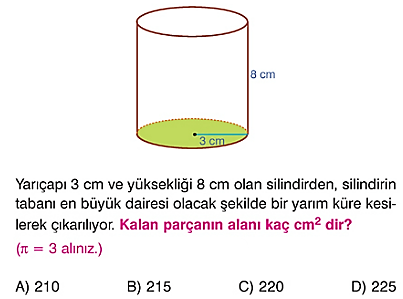 8 cm
3 cm
Yarıçapı 3 cm ve yüksekliği 8 cm olan silindirden, silindirin
tabanı en büyük dairesi olacak şekilde bir yarım küre kesi-
lerek çıkarılıyor. Kalan parçanın alanı kaç cm² dir?
(π = 3 alınız.)
A) 210 B) 215 C) 220 D) 225